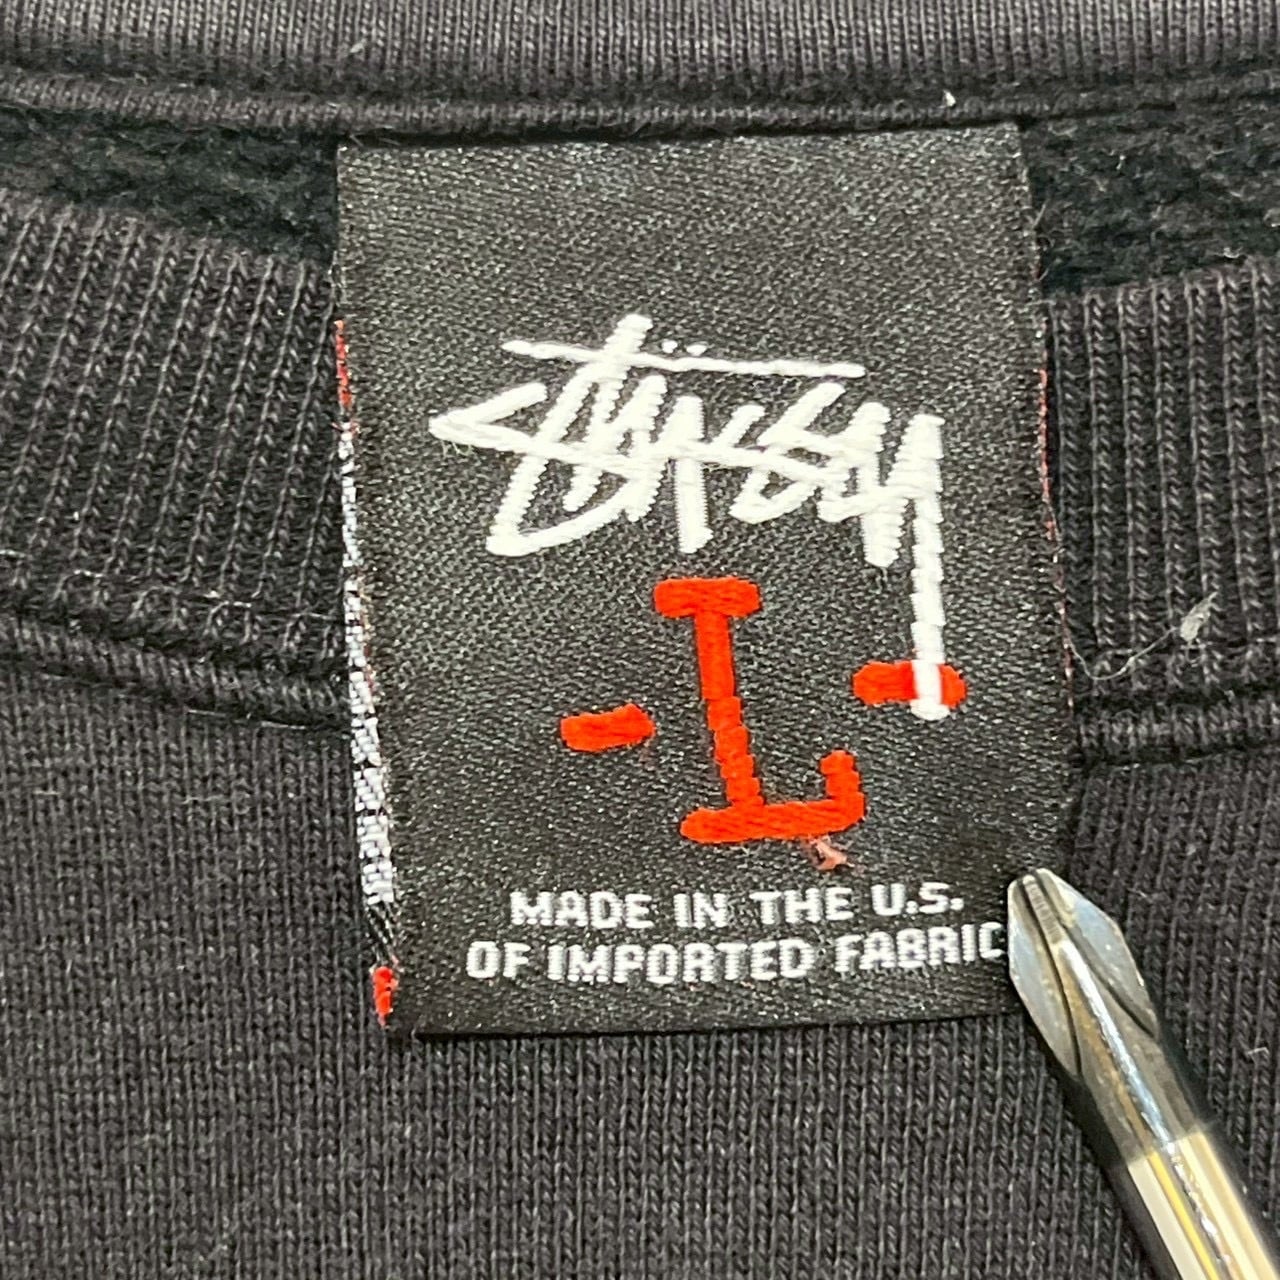 Stüssy
- L -
MADE IN THE U.S.
OF IMPORTED FABRIC